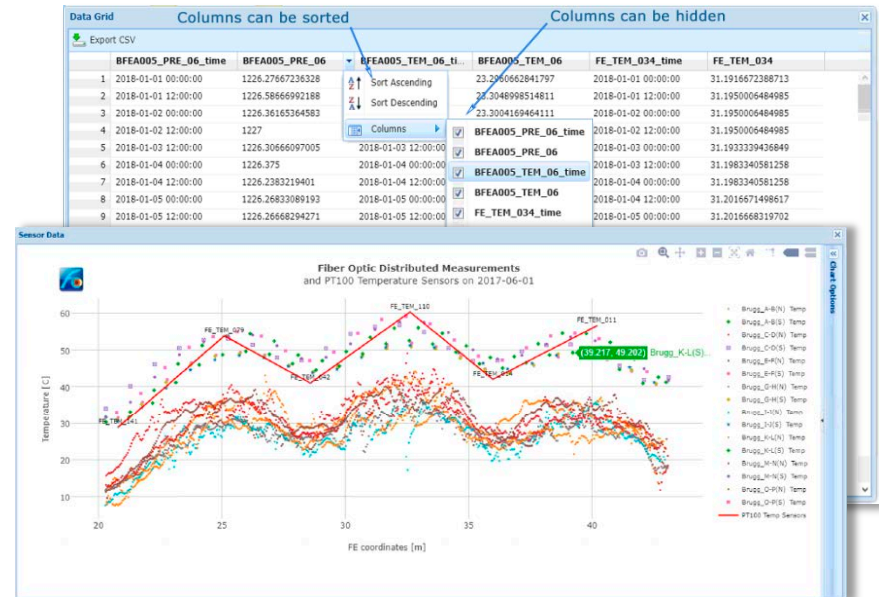 Data Grid
Columns can be sorted
Columns can be hidden
Export CSV
BFEA005_PRE_06_time BFEA005_PRE_06 BFEA005_TEM_06_ti... BFEA005_TEM_06 FE_TEM_034_time FE_TEM_034
1 2018-01-01 00:00:00 1226.27667236328 23.2960662841797 2018-01-01 00:00:00 31.1916672388713
2 2018-01-01 12:00:00 1226.58666992188 23.3048998514811 2018-01-01 12:00:00 31.1950006484985
3 2018-01-02 00:00:00 1226.36165364583 23.3004169464111 2018-01-02 00:00:00 31.1950006484985
4 2018-01-02 12:00:00 1227 2018-01-02 12:00:00 31.1950006484985
5 2018-01-03 12:00:00 1226.30666097005 2018-01-03 12:00:00 2018-01-03 00:00:00 31.1933339436849
6 2018-01-04 00:00:00 1226.375 2018-01-04 00:00:00 2018-01-03 12:00:00 31.1983340581258
7 2018-01-04 12:00:00 1226.2383219401 2018-01-04 12:00:00 2018-01-04 00:00:00 31.1983340581258
8 2018-01-05 00:00:00 1226.26833089193 2018-01-05 00:00:00 2018-01-04 12:00:00 31.2016671498617
9 2018-01-05 12:00:00 1226.26668294271 2018-01-05 12:00:00 2018-01-05 00:00:00 31.2016668319702
Sort Ascending
Sort Descending
Columns
BFEA005_PRE_06_time
BFEA005_PRE_06
BFEA005_TEM_06_time
BFEA005_TEM_06
FE_TEM_034_time
Sensor Data
Fiber Optic Distributed Measurements
and PT100 Temperature Sensors on 2017-06-01
Chart Options
Temperature [C]
60
50
40
30
20
10
20 25 30 35 40
FE coordinates [m]
FE_TEM_110
FE_TEM_011
FE_TEM_079
(39.217, 49.202) Brugg_K-L(S)...
Brugg_A-B(N) Temp
Brugg_A-B(S) Temp
Brugg_C-D(N) Temp
Brugg_C-D(S) Temp
Brugg_E-F(N) Temp
Brugg_E-F(S) Temp
Brugg_G-H(N) Temp
Brugg_G-H(S) Temp
Brugg_I-J(N) Temp
Brugg_I-J(S) Temp
Brugg_K-L(N) Temp
Brugg_K-L(S) Temp
Brugg_M-N(N) Temp
Brugg_M-N(S) Temp
Brugg_O-P(N) Temp
Brugg_O-P(S) Temp
PT100 Temp Sensors